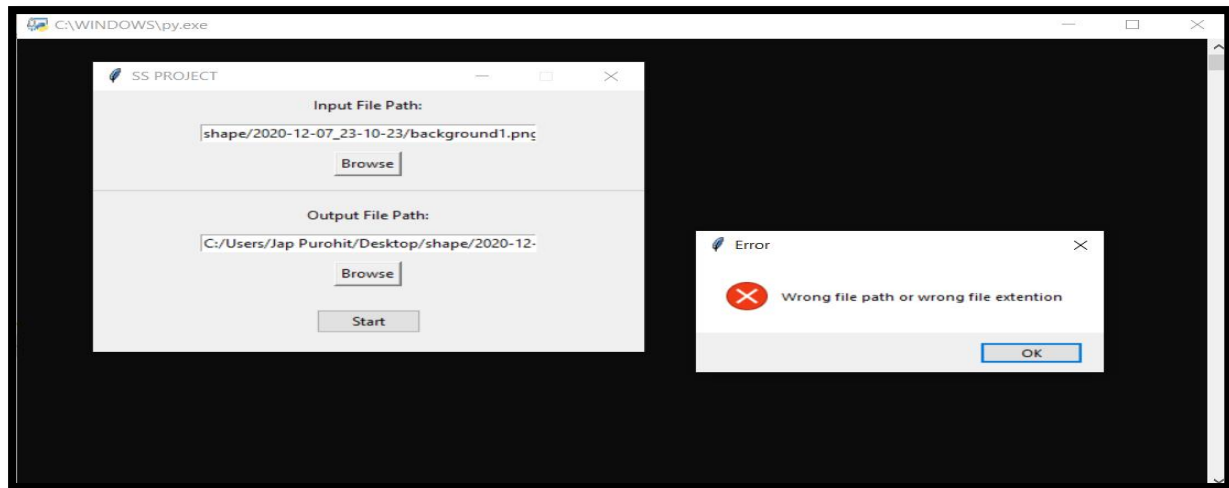 C:\WINDOWS\py.exe
SS PROJECT
Input File Path:
shape/2020-12-07_23-10-23/background1.png
Browse
Output File Path:
C:/Users/Jap Purohit/Desktop/shape/2020-12-
Browse
Start
Error
Wrong file path or wrong file extention
OK